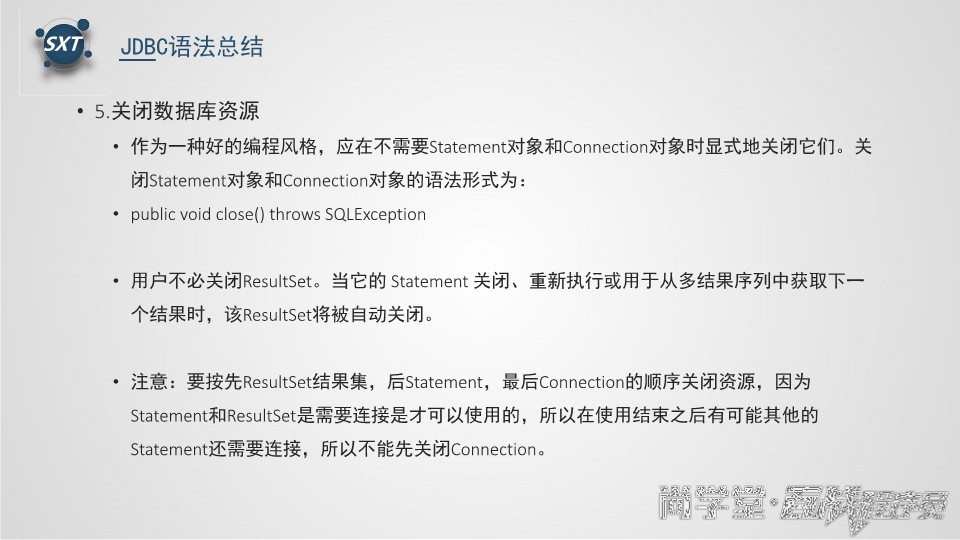 SXT
JDBC语法总结
• 5.关闭数据库资源
• 作为一种好的编程风格，应在不需要Statement对象和Connection对象时显式地关闭它们。关
闭Statement对象和Connection对象的语法形式为：
• public void close() throws SQLException
• 用户不必关闭ResultSet。当它的 Statement 关闭、重新执行或用于从多结果序列中获取下一
个结果时，该ResultSet将被自动关闭。
• 注意：要按先ResultSet结果集，后Statement，最后Connection的顺序关闭资源，因为
Statement和ResultSet是需要连接是才可以使用的，所以在使用结束之后有可能其他的
Statement还需要连接，所以不能先关闭Connection。
尚学堂·